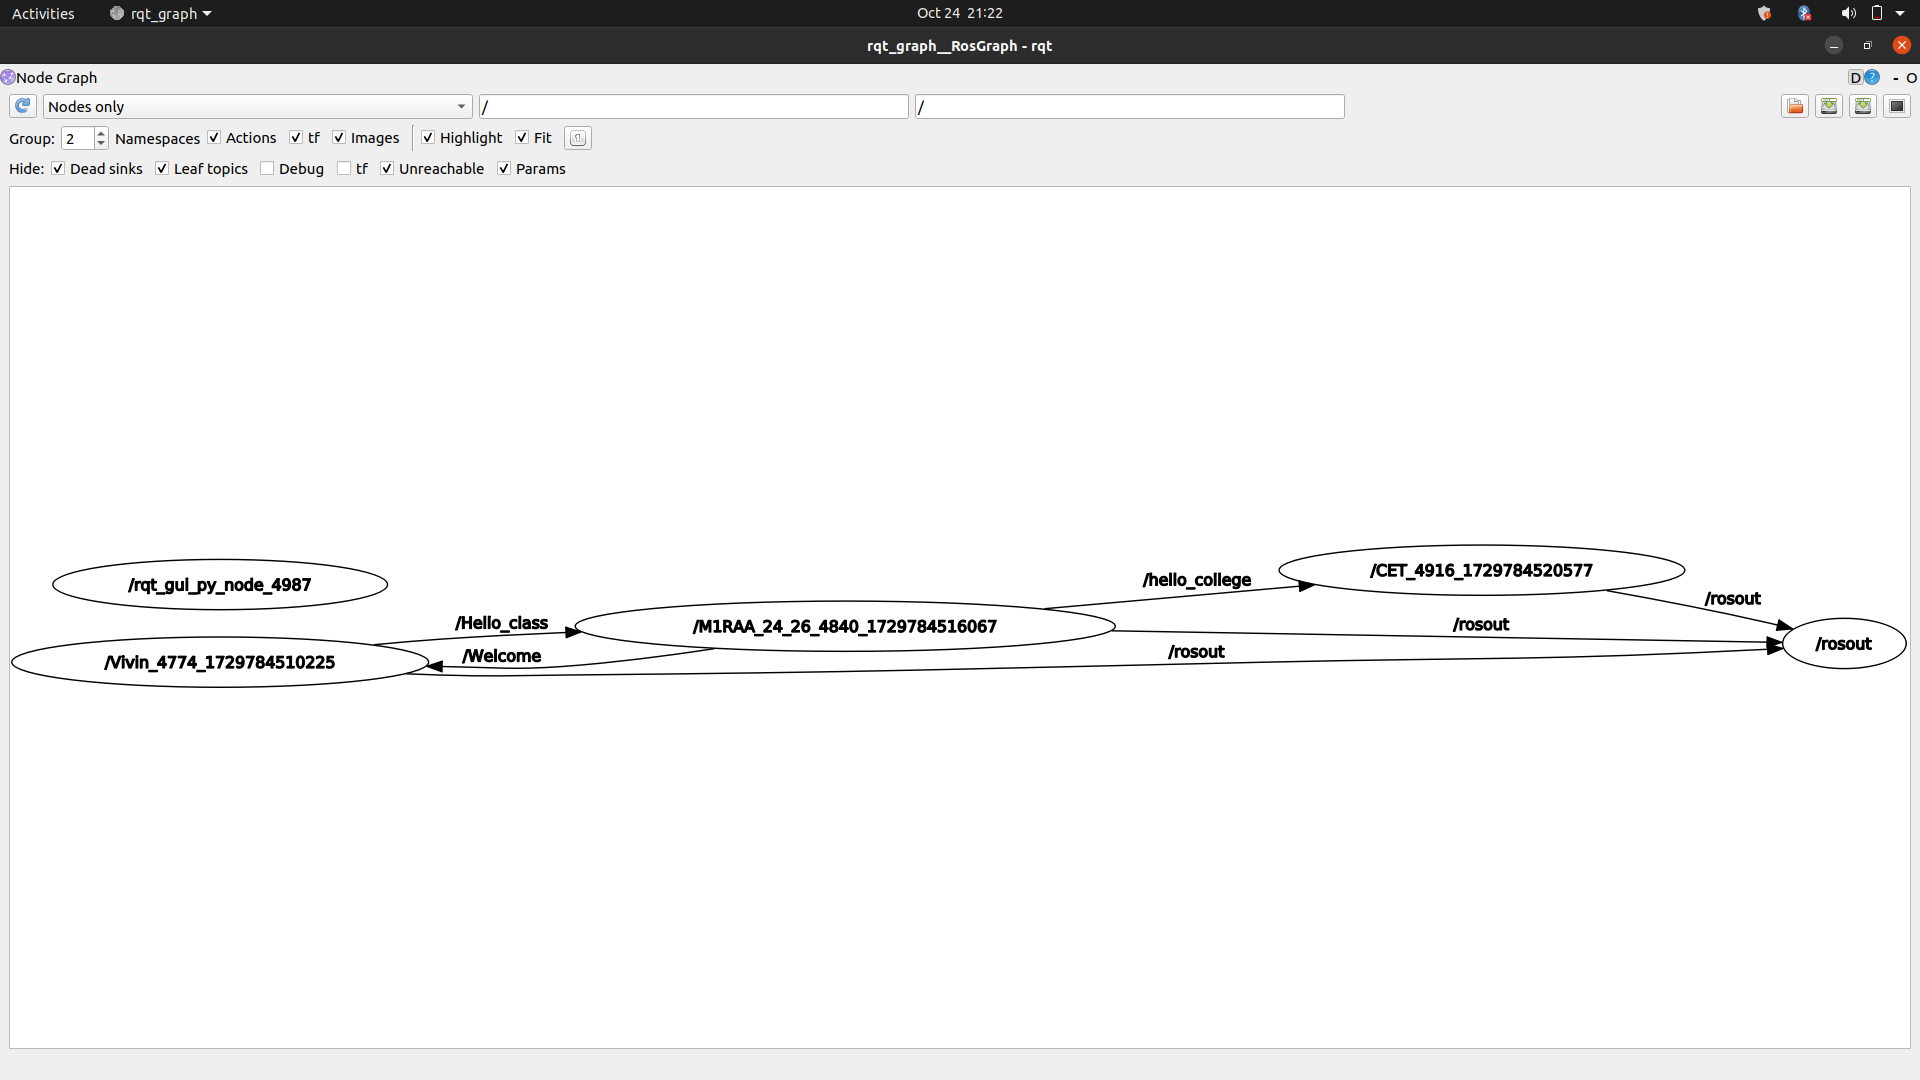 Activities rqt_graph Oct 24 21:22
rqt_graph__RosGraph - rqt
Node Graph D ? - O
Nodes only / /
Group: 2 Namespaces Actions tf Images Highlight Fit
Hide: Dead sinks Leaf topics Debug tf Unreachable Params
/CET_4916_1729784520577
/hello_college
/rqt_gui_py_node_4987
/rosout
/Hello_class
/M1RAA_24_26_4840_1729784516067
/rosout
/rosout
/Welcome
/rosout
/Vivin_4774_1729784510225